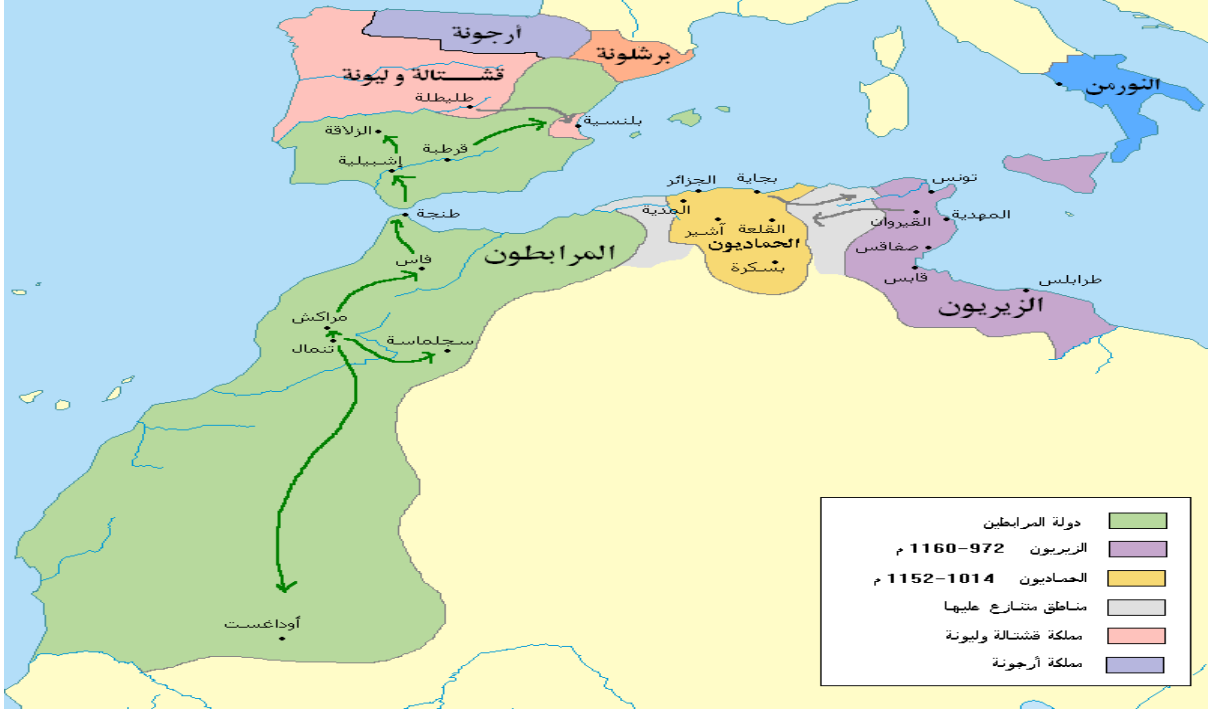 أرجونة
برشلونة
قشـــتالة و ليونة
النورمن
طليطلة
بلنسية
الزلاقة
قرطبة
إشبيلية
تونس
بجاية
الجزائر
المدية
طنجة
القيروان
المهدية
القلعة
آشير
الحماديون
المرابطون
صفاقس
فاس
بسكرة
قابس
طرابلس
الزيريون
مراكش
تنمال
سجلماسة
أوداغست
دولة المرابطين
الزيريون 972-1160 م
الحماديون 1014-1152 م
مناطق متنازع عليها
مملكة قشتالة وليونة
مملكة أرجونة